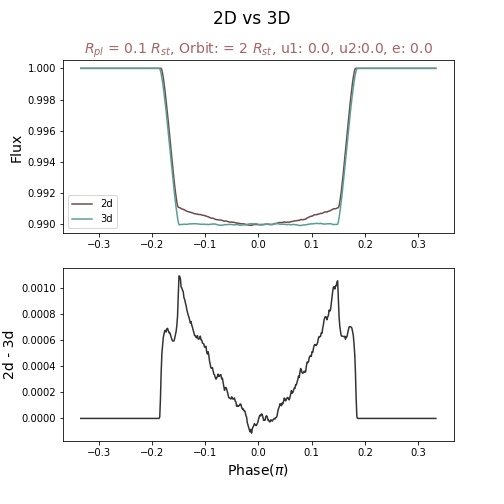 2D vs 3D
R_pl = 0.1 R_st, Orbit: = 2 R_st, u1: 0.0, u2:0.0, e: 0.0
1.000
0.998
0.996
0.994
0.992
0.990
Flux
2d
3d
−0.3 −0.2 −0.1 0.0 0.1 0.2 0.3
0.0010
0.0008
0.0006
0.0004
0.0002
0.0000
2d - 3d
−0.3 −0.2 −0.1 0.0 0.1 0.2 0.3
Phase(π)